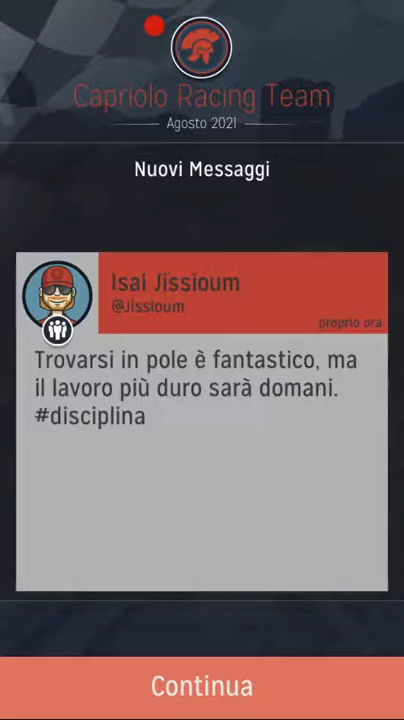 Capriolo Racing Team
Agosto 2021
Nuovi Messaggi
Isai Jissioum
@Jissioum
proprio ora
Trovarsi in pole è fantastico, ma
il lavoro più duro sarà domani.
#disciplina
Continua